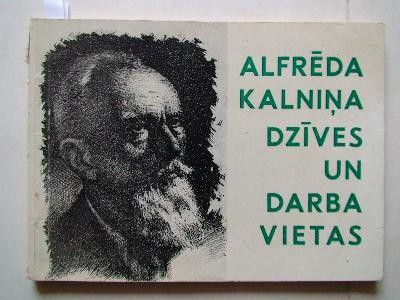 ALFRĒDA
KALNIŅA
DZĪVES
UN
DARBA
VIETAS